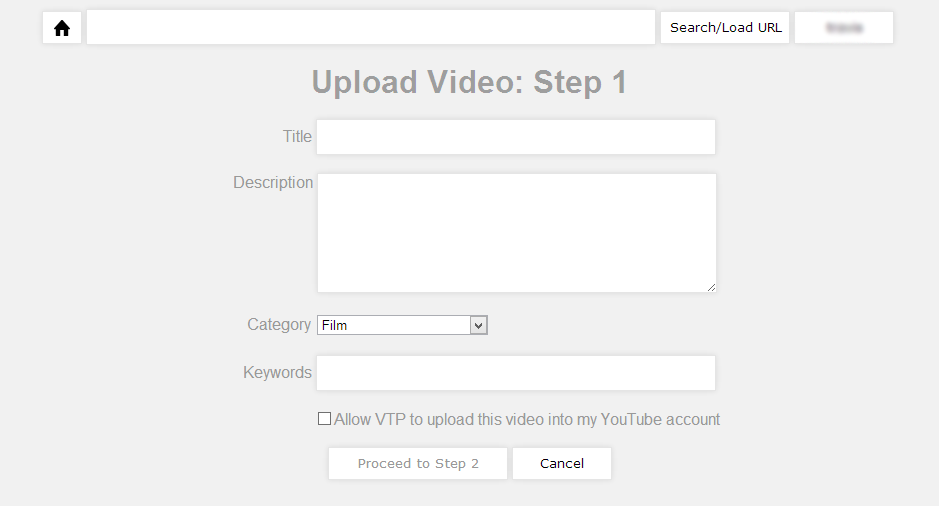 Search/Load URL
Upload Video: Step 1
Title
Description
Category Film
Keywords
Allow VTP to upload this video into my YouTube account
Proceed to Step 2 Cancel